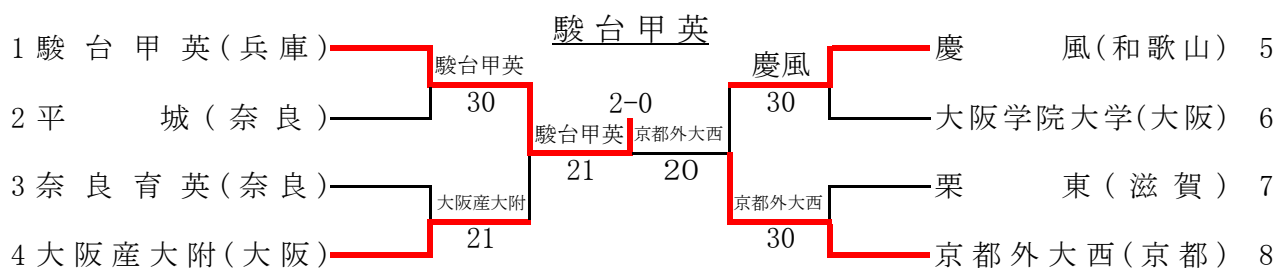 駿台甲英
1 駿台甲英(兵庫)
慶風(和歌山) 5
駿台甲英
慶風
30
2-0
30
2 平城(奈良)
大阪学院大学(大阪) 6
駿台甲英
京都外大西
21
20
3 奈良育英(奈良)
栗東(滋賀) 7
大阪産大附
京都外大西
21
30
4 大阪産大附(大阪)
京都外大西(京都) 8